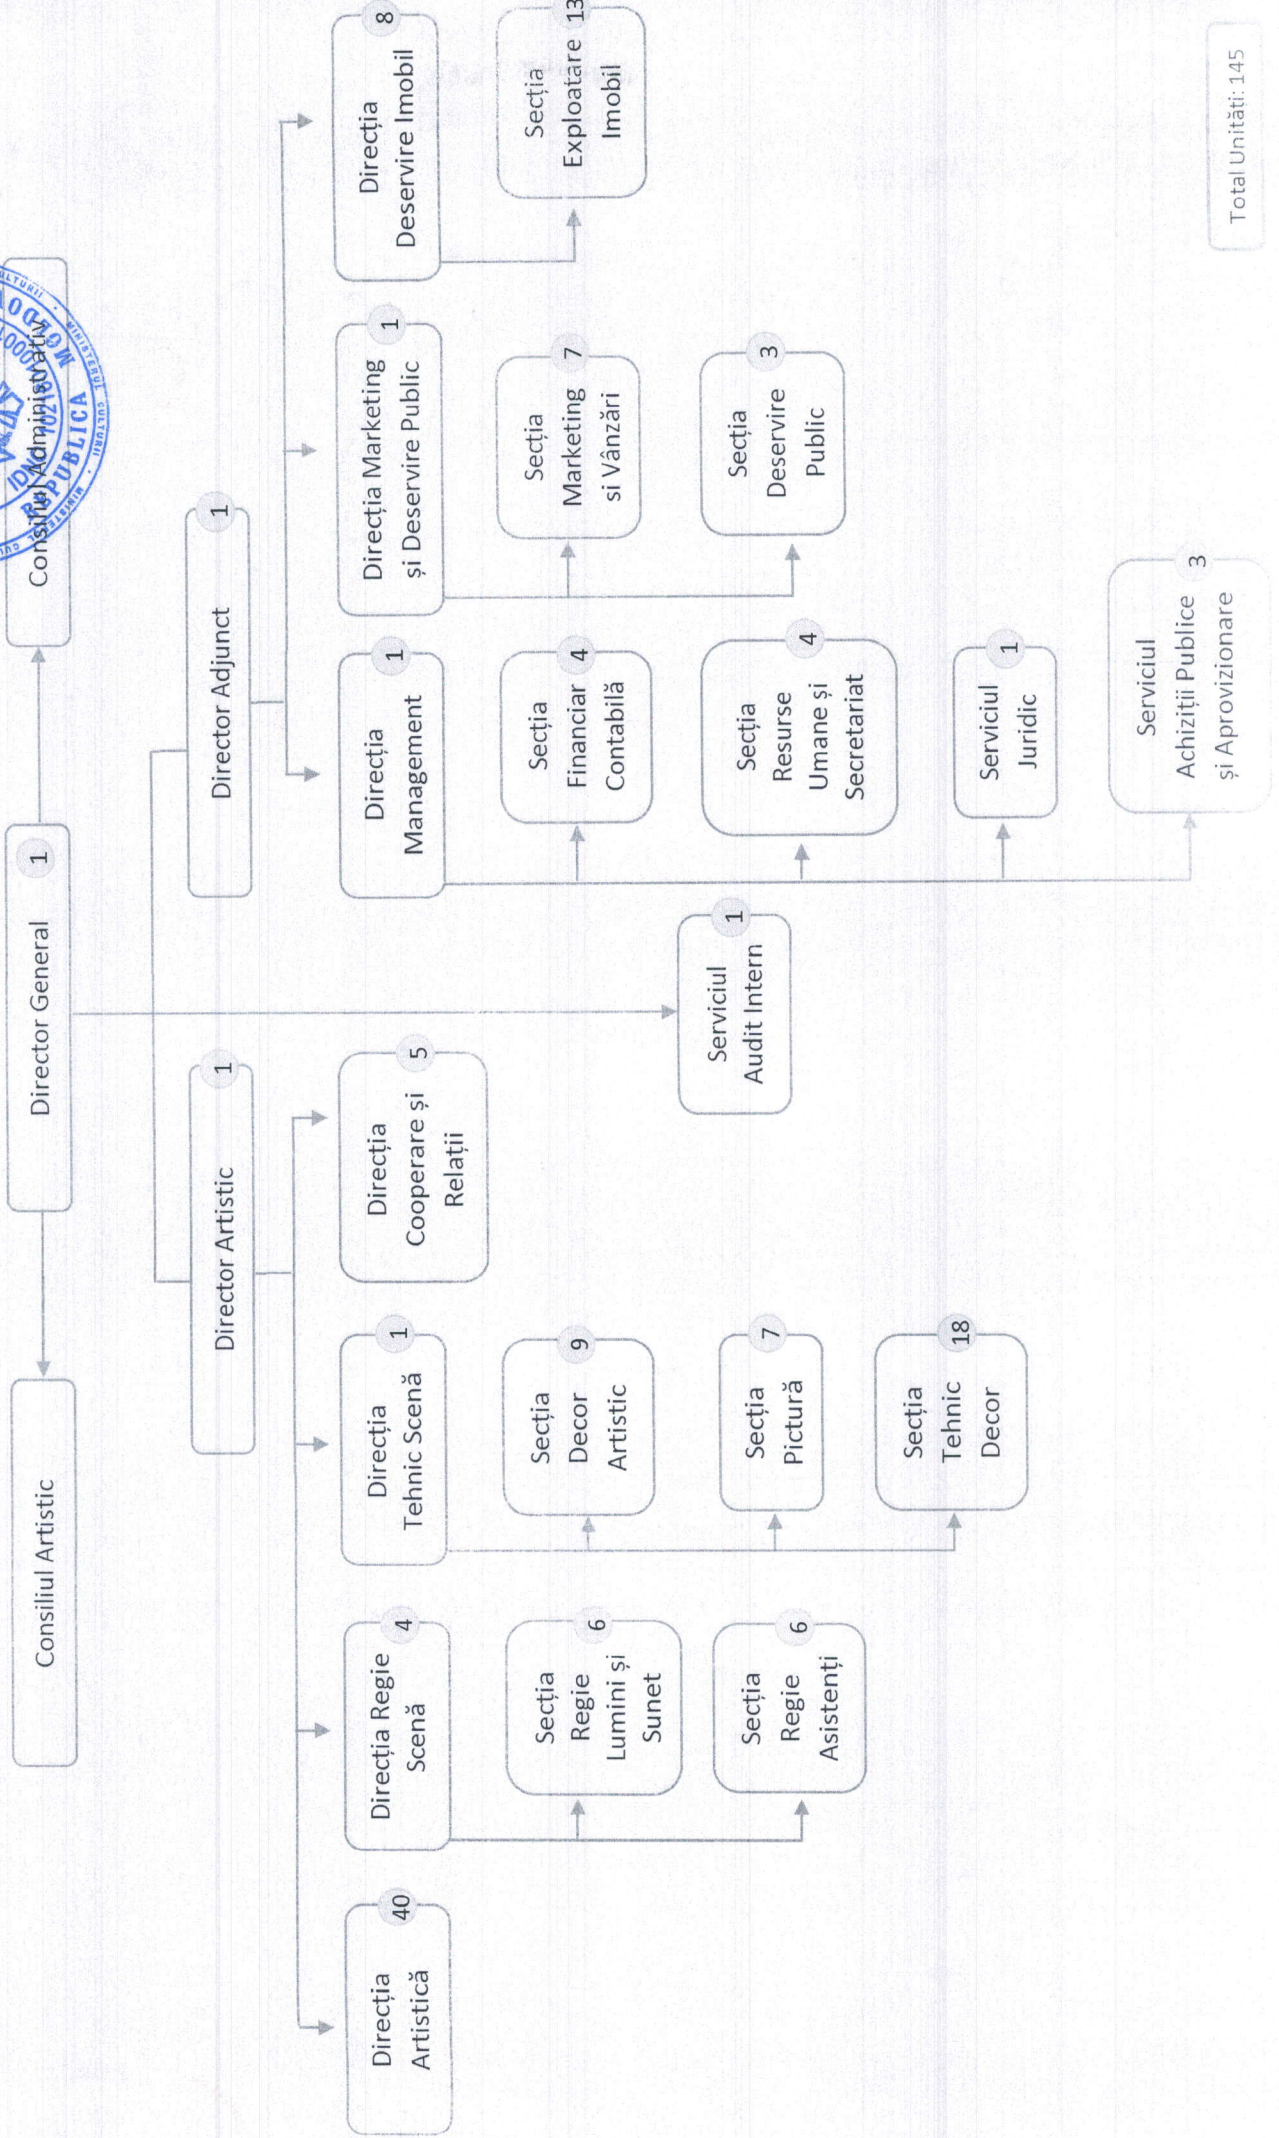 Consiliul Artistic
Director General
1
Consiliul Administrativ
MINISTERUL CULTURII
REPUBLICA
IDNO
Director Artistic
1
Director Adjunct
1
Direcția
Artistică
40
Direcția Regie
Scenă
4
Direcția
Tehnic Scenă
1
Direcția
Cooperare și
Relații
5
Direcția
Management
1
Direcția Marketing
și Deservire Public
1
Direcția
Deservire Imobil
8
Secția
Regie
Lumini și
Sunet
6
Secția
Regie
Asistenți
6
Secția
Decor
Artistic
9
Secția
Pictură
7
Secția
Tehnic
Decor
18
Serviciul
Audit Intern
1
Secția
Financiar
Contabilă
4
Secția
Resurse
Umane și
Secretariat
4
Serviciul
Juridic
1
Serviciul
Achiziții Publice
și Aprovizionare
3
Secția
Marketing
si Vânzări
7
Secția
Deservire
Public
3
Secția
Exploatare
Imobil
13
Total Unități: 145